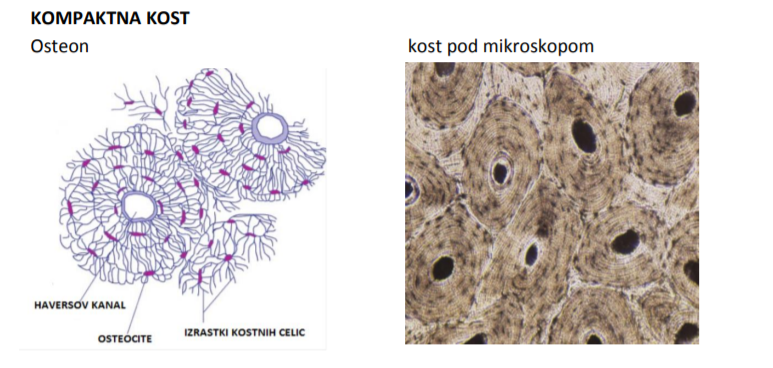 KOMPAKTNA KOST
Osteon
kost pod mikroskopom
HAVERSOV KANAL
OSTEOCITE
IZRASTKI KOSTNIH CELIC